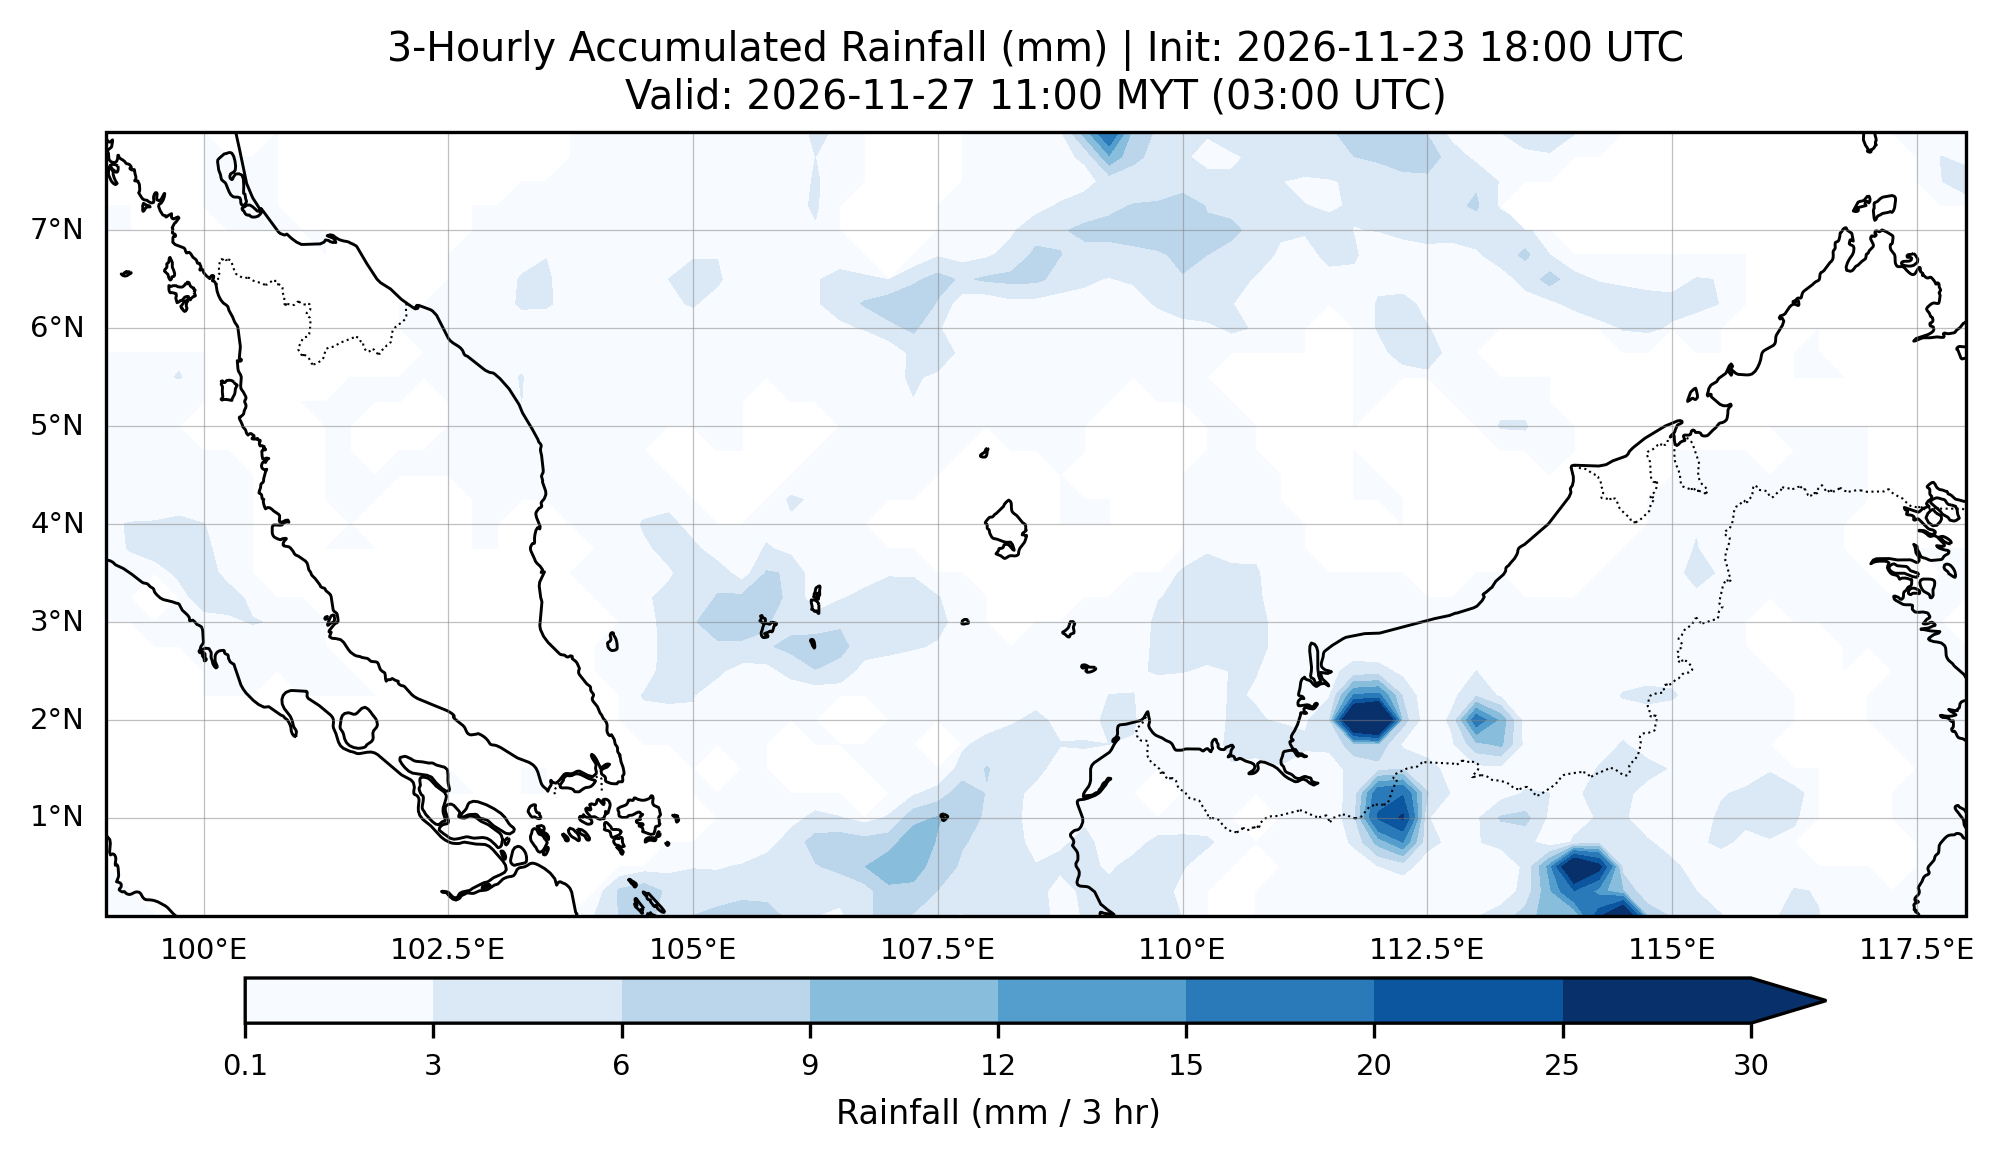 3-Hourly Accumulated Rainfall (mm) | Init: 2026-11-23 18:00 UTC
Valid: 2026-11-27 11:00 MYT (03:00 UTC)
7°N
6°N
5°N
4°N
3°N
2°N
1°N
100°E 102.5°E 105°E 107.5°E 110°E 112.5°E 115°E 117.5°E
0.1 3 6 9 12 15 20 25 30
Rainfall (mm / 3 hr)